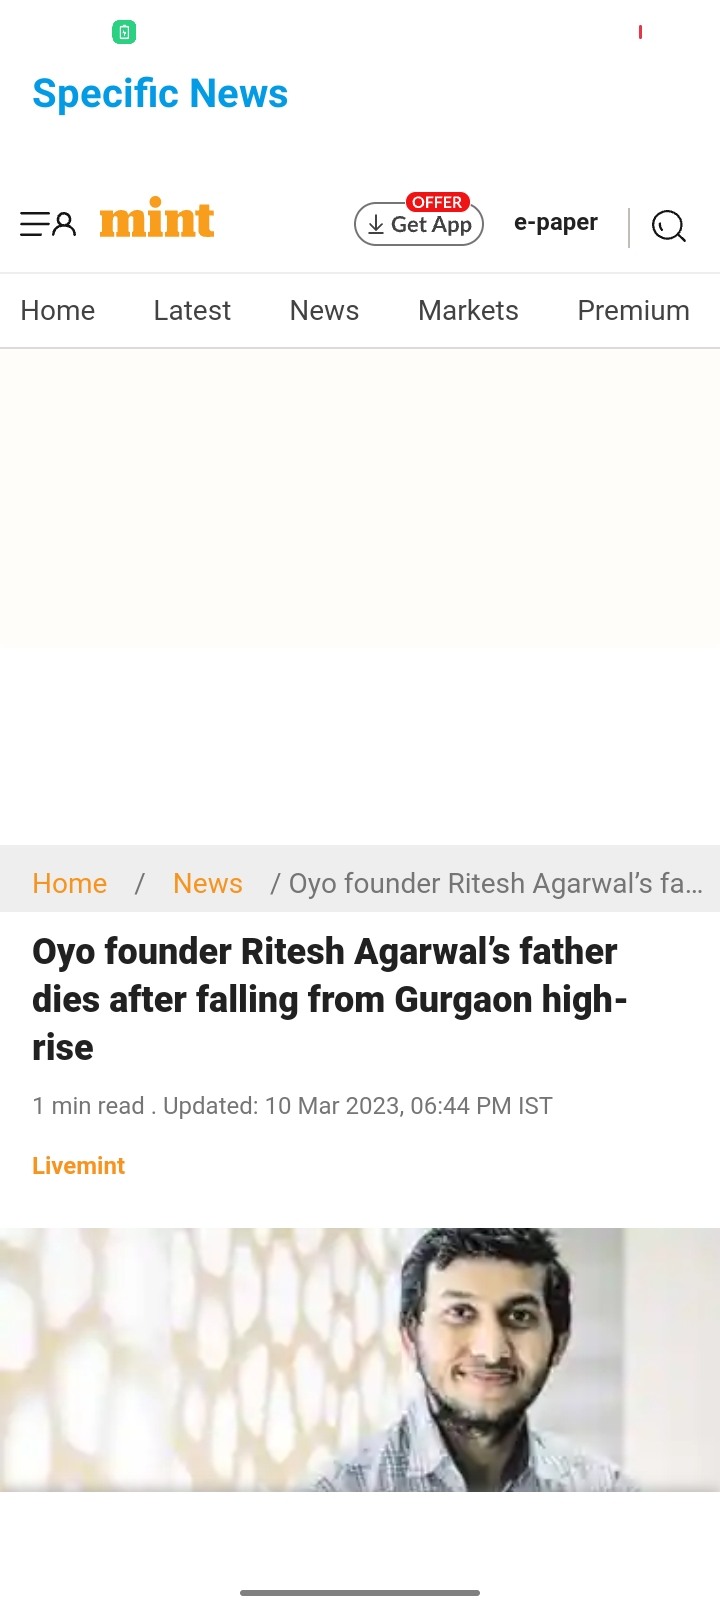 Specific News
mint
OFFER
Get App
e-paper
Home Latest News Markets Premium
Home / News / Oyo founder Ritesh Agarwal’s fa...
Oyo founder Ritesh Agarwal’s father
dies after falling from Gurgaon high-
rise
1 min read . Updated: 10 Mar 2023, 06:44 PM IST
Livemint